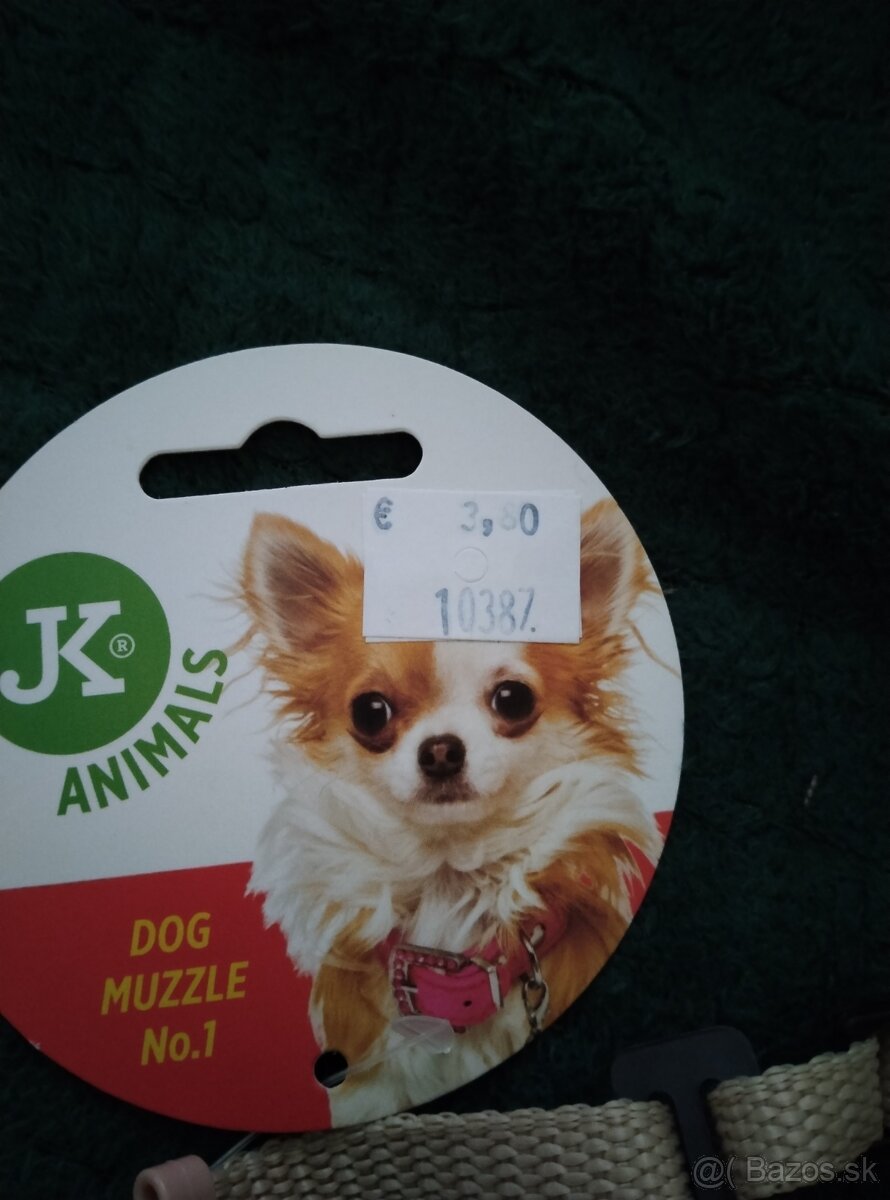 € 3,80
10387.
JK®
ANIMALS
DOG
MUZZLE
No.1
@( Bazos.sk